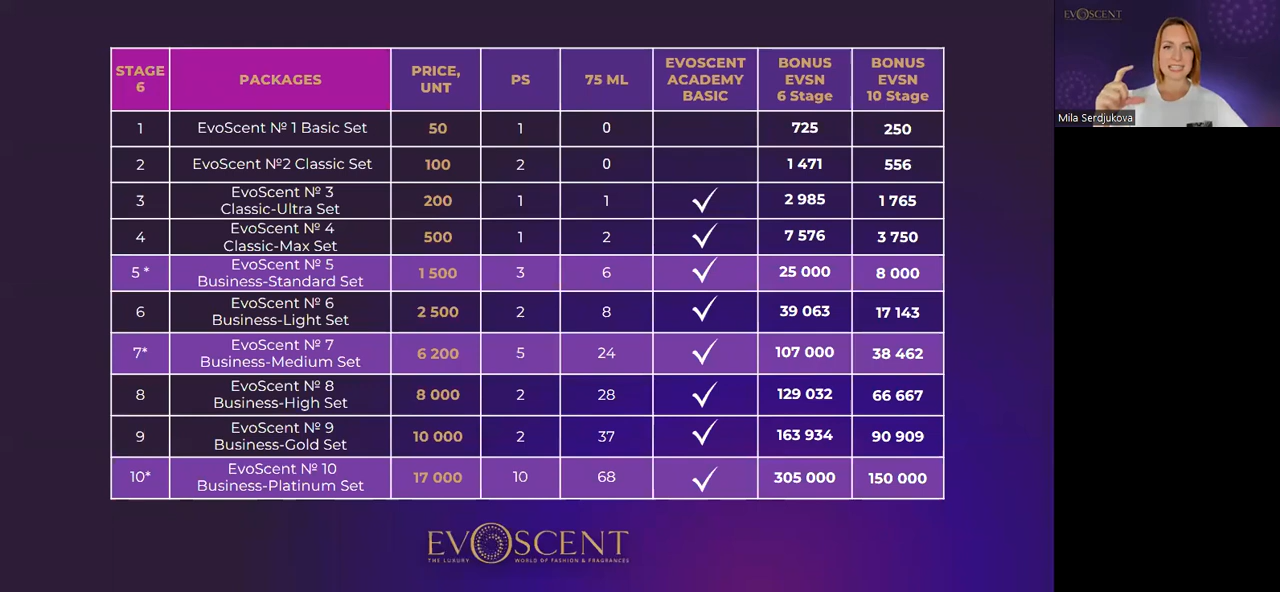 STAGE
6
PACKAGES
PRICE,
UNT
PS
75 ML
EVOSCENT
ACADEMY
BASIC
BONUS
EVSN
6 Stage
BONUS
EVSN
10 Stage
1
EvoScent № 1 Basic Set
50
1
0
725
250
2
EvoScent №2 Classic Set
100
2
0
1 471
556
3
EvoScent № 3
Classic-Ultra Set
200
1
1
2 985
1 765
4
EvoScent № 4
Classic-Max Set
500
1
2
7 576
3 750
5 *
EvoScent № 5
Business-Standard Set
1 500
3
6
25 000
8 000
6
EvoScent № 6
Business-Light Set
2 500
2
8
39 063
17 143
7*
EvoScent № 7
Business-Medium Set
6 200
5
24
107 000
38 462
8
EvoScent № 8
Business-High Set
8 000
2
28
129 032
66 667
9
EvoScent № 9
Business-Gold Set
10 000
2
37
163 934
90 909
10*
EvoScent № 10
Business-Platinum Set
17 000
10
68
305 000
150 000
EVOSCENT
THE LUXURY WORLD OF FASHION & FRAGRANCES
EVOSCENT
Mila Serdjukova